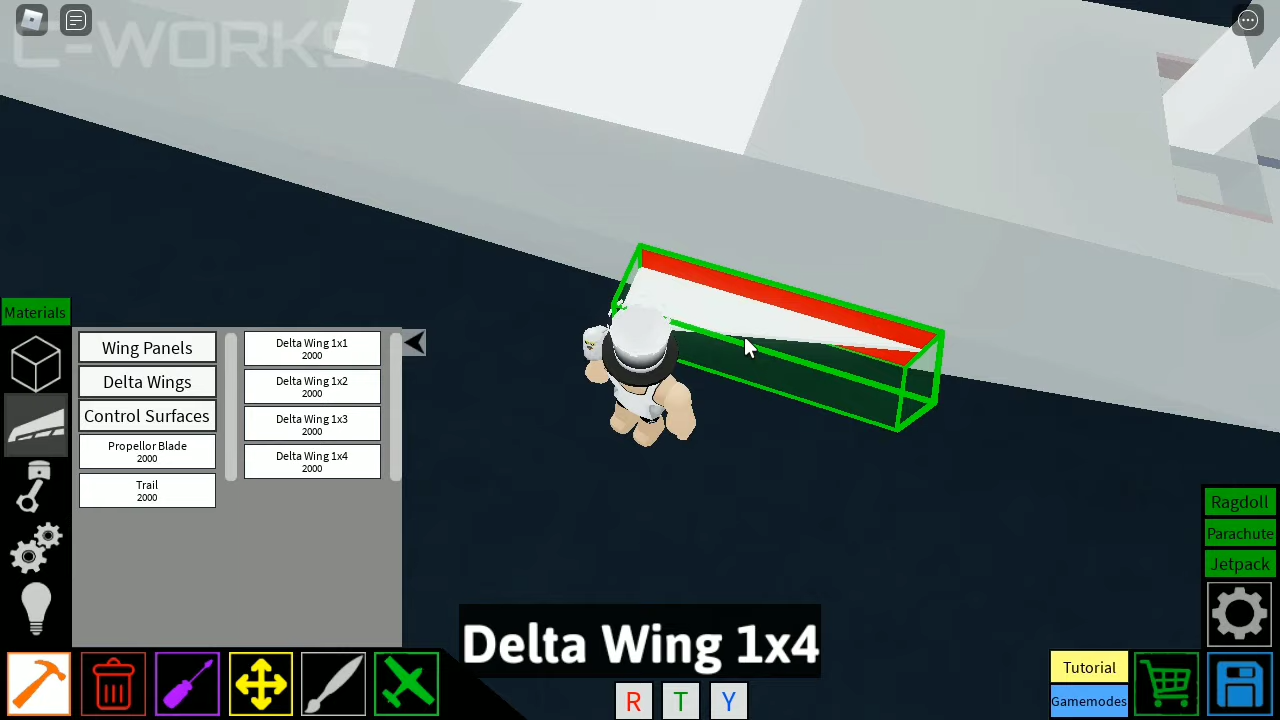 C-WORKS
Materials
Wing Panels
Delta Wings
Control Surfaces
Propellor Blade
2000
Trail
2000
Delta Wing 1x1
2000
Delta Wing 1x2
2000
Delta Wing 1x3
2000
Delta Wing 1x4
2000
Ragdoll
Parachute
Jetpack
Delta Wing 1x4
R T Y
Tutorial
Gamemodes